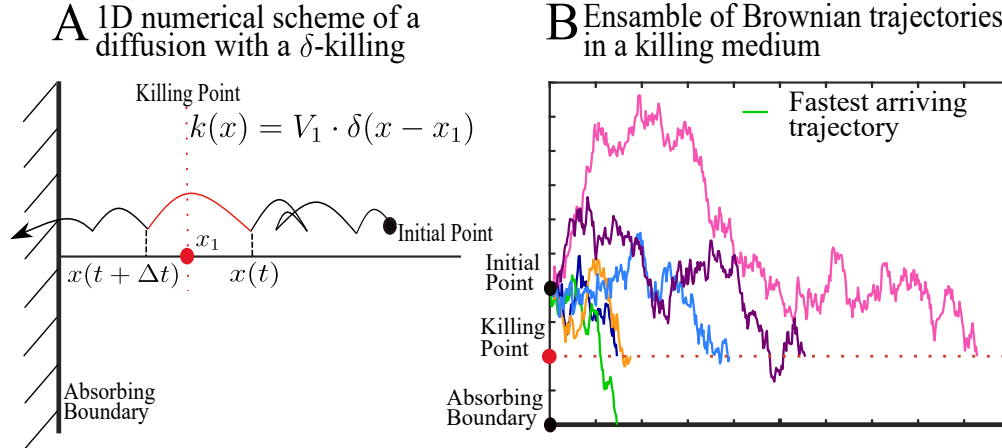 A 1D numerical scheme of a
diffusion with a δ-killing
Killing Point
k(x) = V₁ · δ(x − x₁)
Initial Point
x₁
x(t + Δt)
x(t)
Absorbing
Boundary
B Ensamble of Brownian trajectories
in a killing medium
Fastest arriving
trajectory
Initial
Point
Killing
Point
Absorbing
Boundary